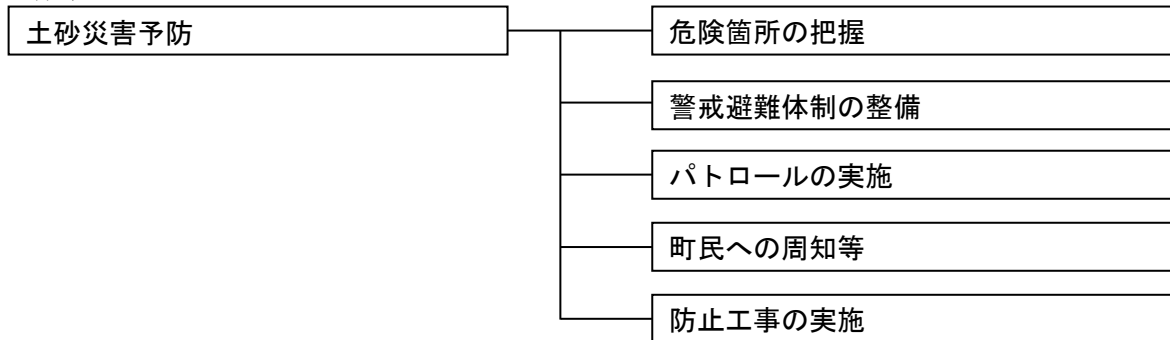 土砂災害予防
危険箇所の把握
警戒避難体制の整備
パトロールの実施
町民への周知等
防止工事の実施